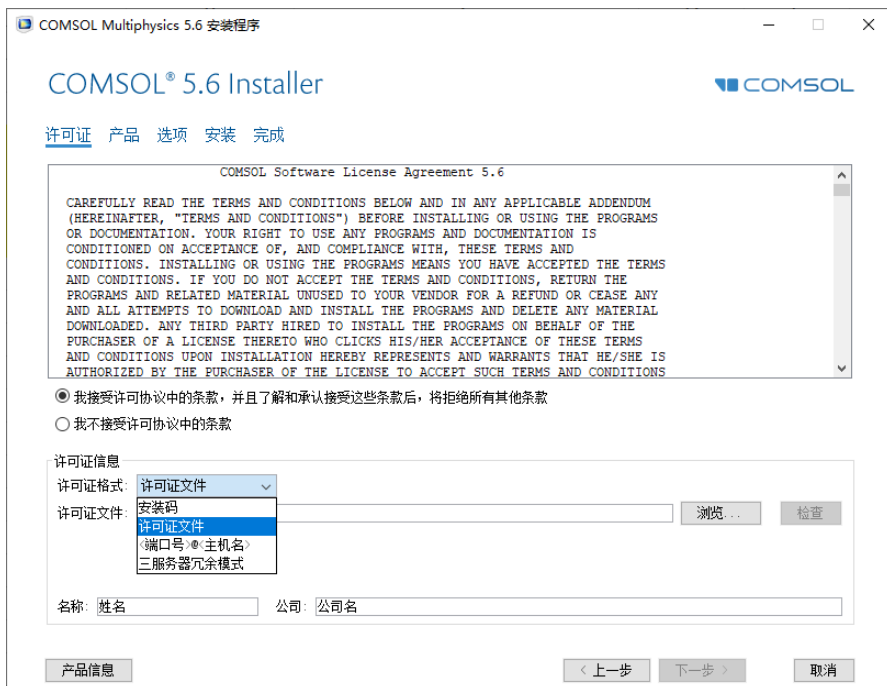 COMSOL Multiphysics 5.6 安装程序
COMSOL® 5.6 Installer
COMSOL
许可证 产品 选项 安装 完成
COMSOL Software License Agreement 5.6
CAREFULLY READ THE TERMS AND CONDITIONS BELOW AND IN ANY APPLICABLE ADDENDUM
(HEREINAFTER, "TERMS AND CONDITIONS") BEFORE INSTALLING OR USING THE PROGRAMS
OR DOCUMENTATION. YOUR RIGHT TO USE ANY PROGRAMS AND DOCUMENTATION IS
CONDITIONED ON ACCEPTANCE OF, AND COMPLIANCE WITH, THESE TERMS AND
CONDITIONS. INSTALLING OR USING THE PROGRAMS MEANS YOU HAVE ACCEPTED THE TERMS
AND CONDITIONS. IF YOU DO NOT ACCEPT THE TERMS AND CONDITIONS, RETURN THE
PROGRAMS AND RELATED MATERIAL UNUSED TO YOUR VENDOR FOR A REFUND OR CEASE ANY
AND ALL ATTEMPTS TO DOWNLOAD AND INSTALL THE PROGRAMS AND DELETE ANY MATERIAL
DOWNLOADED. ANY THIRD PARTY HIRED TO INSTALL THE PROGRAMS ON BEHALF OF THE
PURCHASER OF A LICENSE THERETO WHO CLICKS HIS/HER ACCEPTANCE OF THESE TERMS
AND CONDITIONS UPON INSTALLATION HEREBY REPRESENTS AND WARRANTS THAT HE/SHE IS
AUTHORIZED BY THE PURCHASER OF THE LICENSE TO ACCEPT SUCH TERMS AND CONDITIONS
我接受许可协议中的条款，并且了解和承认接受这些条款后，将拒绝所有其他条款
我不接受许可协议中的条款
许可证信息
许可证格式: 许可证文件
许可证文件: 浏览... 检查
安装码
许可证文件
<端口号>@<主机名>
三服务器冗余模式
名称: 姓名 公司: 公司名
产品信息 < 上一步 下一步 > 取消